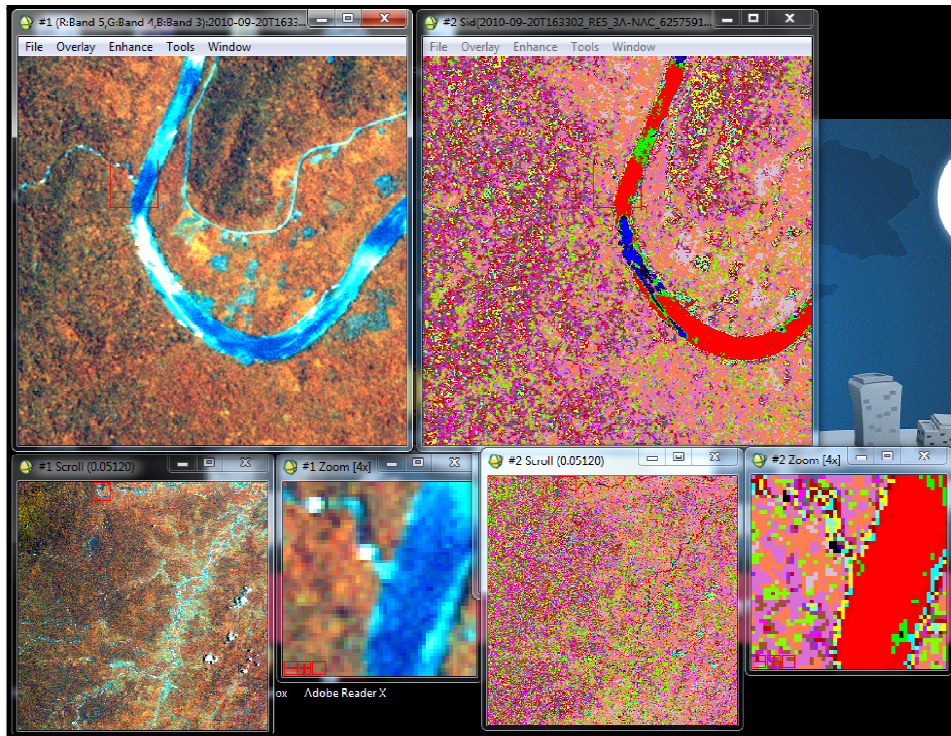 #1 (R:Band 5,G:Band 4,B:Band 3):2010-09-20T1633...
File Overlay Enhance Tools Window
#2 Sid(2010-09-20T163302_RE5_3A-NAC_6257591...
File Overlay Enhance Tools Window
#1 Scroll (0.05120)
#1 Zoom [4x]
#2 Scroll (0.05120)
#2 Zoom [4x]
ox Adobe Reader X